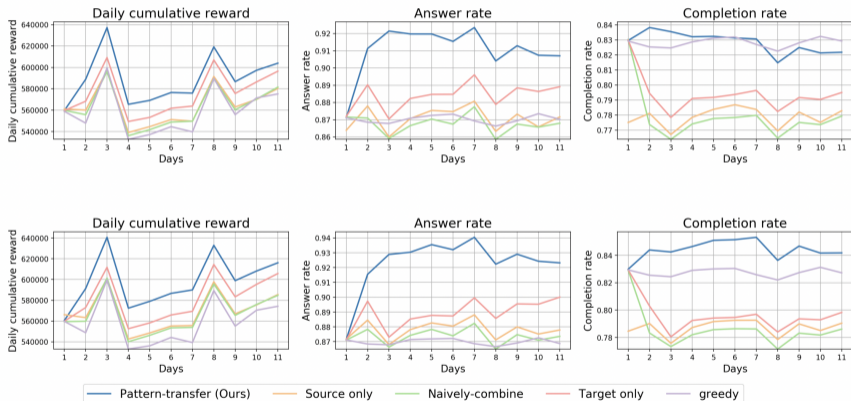 Daily cumulative reward
Answer rate
Completion rate
Daily cumulative reward
640000
620000
600000
580000
560000
540000
1 2 3 4 5 6 7 8 9 10 11
Days
Answer rate
0.92
0.91
0.90
0.89
0.88
0.87
0.86
1 2 3 4 5 6 7 8 9 10 11
Days
Completion rate
0.84
0.83
0.82
0.81
0.80
0.79
0.78
0.77
1 2 3 4 5 6 7 8 9 10 11
Days
Daily cumulative reward
Answer rate
Completion rate
Daily cumulative reward
640000
620000
600000
580000
560000
540000
1 2 3 4 5 6 7 8 9 10 11
Days
Answer rate
0.94
0.93
0.92
0.91
0.90
0.89
0.88
0.87
1 2 3 4 5 6 7 8 9 10 11
Days
Completion rate
0.84
0.82
0.80
0.78
1 2 3 4 5 6 7 8 9 10 11
Days
Pattern-transfer (Ours) Source only Naively-combine Target only greedy